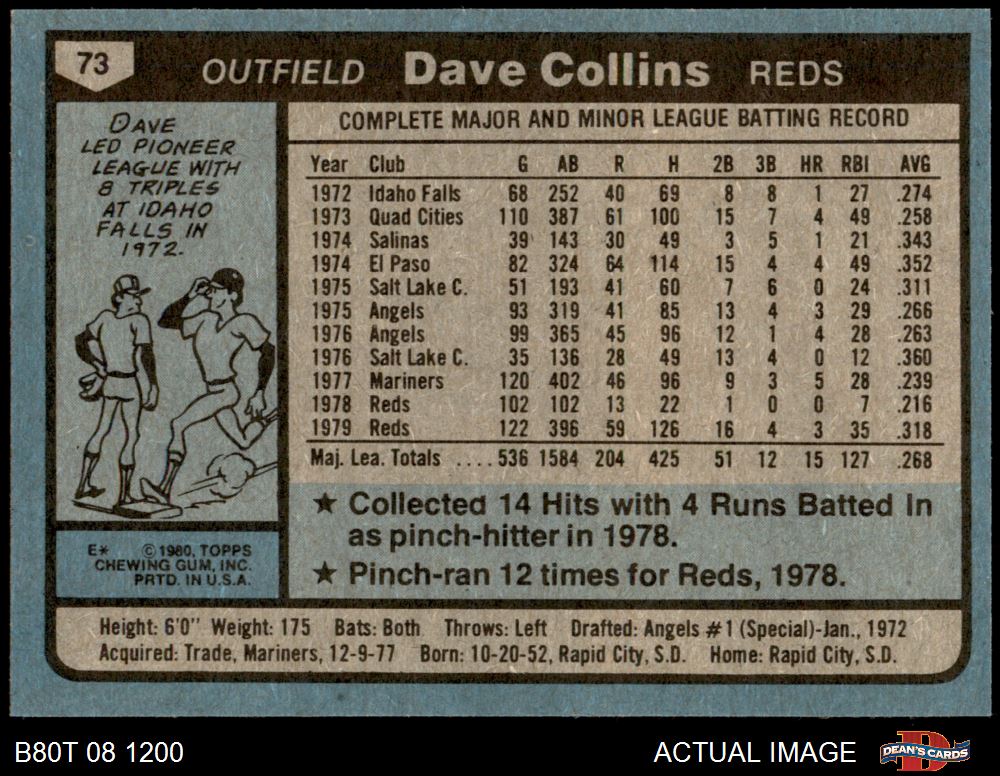 73
OUTFIELD Dave Collins REDS
DAVE
LED PIONEER
LEAGUE WITH
8 TRIPLES
AT IDAHO
FALLS IN
1972.
COMPLETE MAJOR AND MINOR LEAGUE BATTING RECORD
Year Club G AB R H 2B 3B HR RBI AVG
1972 Idaho Falls 68 252 40 69 8 8 1 27 .274
1973 Quad Cities 110 387 61 100 15 7 4 49 .258
1974 Salinas 39 143 30 49 3 5 1 21 .343
1974 El Paso 82 324 64 114 15 4 4 49 .352
1975 Salt Lake C. 51 193 41 60 7 6 0 24 .311
1975 Angels 93 319 41 85 13 4 3 29 .266
1976 Angels 99 365 45 96 12 1 4 28 .263
1976 Salt Lake C. 35 136 28 49 13 4 0 12 .360
1977 Mariners 120 402 46 96 9 3 5 28 .239
1978 Reds 102 102 13 22 1 0 0 7 .216
1979 Reds 122 396 59 126 16 4 3 35 .318
Maj. Lea. Totals .... 536 1584 204 425 51 12 15 127 .268
★ Collected 14 Hits with 4 Runs Batted In
as pinch-hitter in 1978.
★ Pinch-ran 12 times for Reds, 1978.
E* ©1980, TOPPS
CHEWING GUM, INC.
PRTD. IN U.S.A.
Height: 6'0" Weight: 175 Bats: Both Throws: Left Drafted: Angels #1 (Special)-Jan., 1972
Acquired: Trade, Mariners, 12-9-77 Born: 10-20-52, Rapid City, S.D. Home: Rapid City, S.D.
B80T 08 1200
ACTUAL IMAGE
D
DEAN'S CARDS